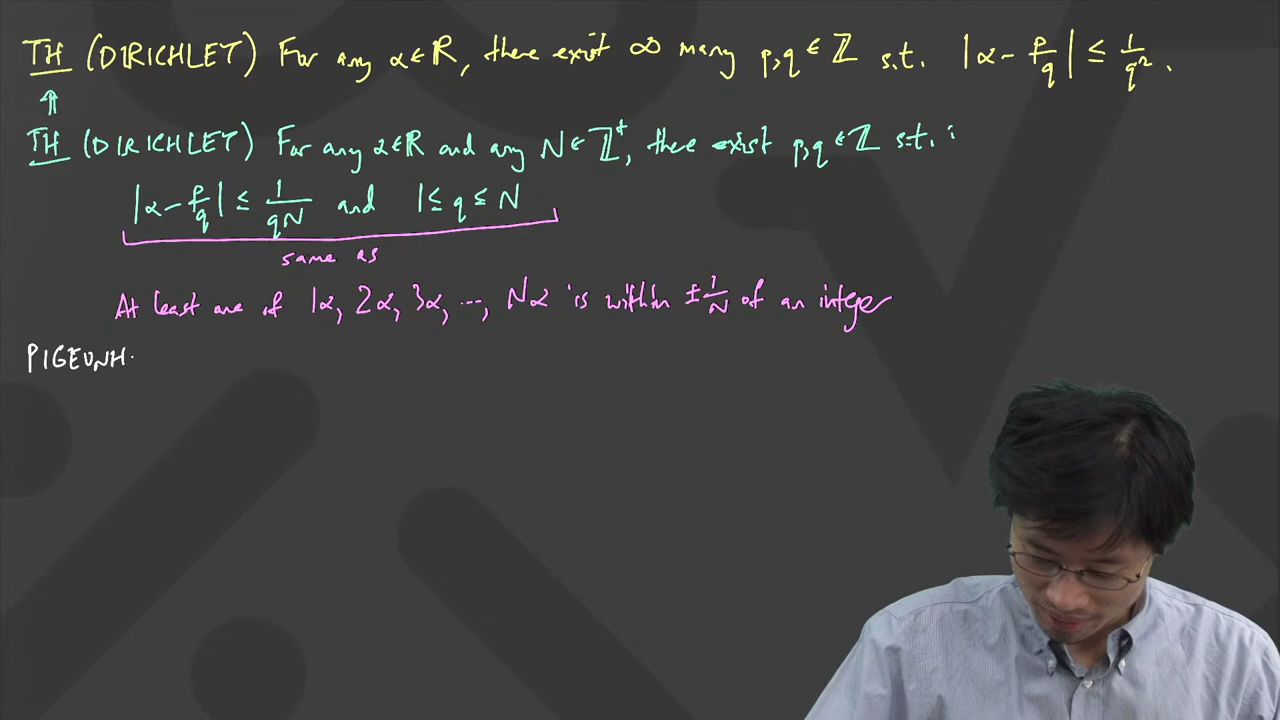 TH (DIRICHLET) For any α∈ℝ, there exist ∞ many p,q ∈ ℤ s.t. |α − p/q| ≤ 1/q².
⇑
TH (DIRICHLET) For any α∈ℝ and any N∈ℤ⁺, there exist p,q ∈ ℤ s.t.:
|α − p/q| ≤ 1/qN and 1 ≤ q ≤ N
same as
At least one of 1α, 2α, 3α, ..., Nα is within ±1/N of an integer
PIGEONH